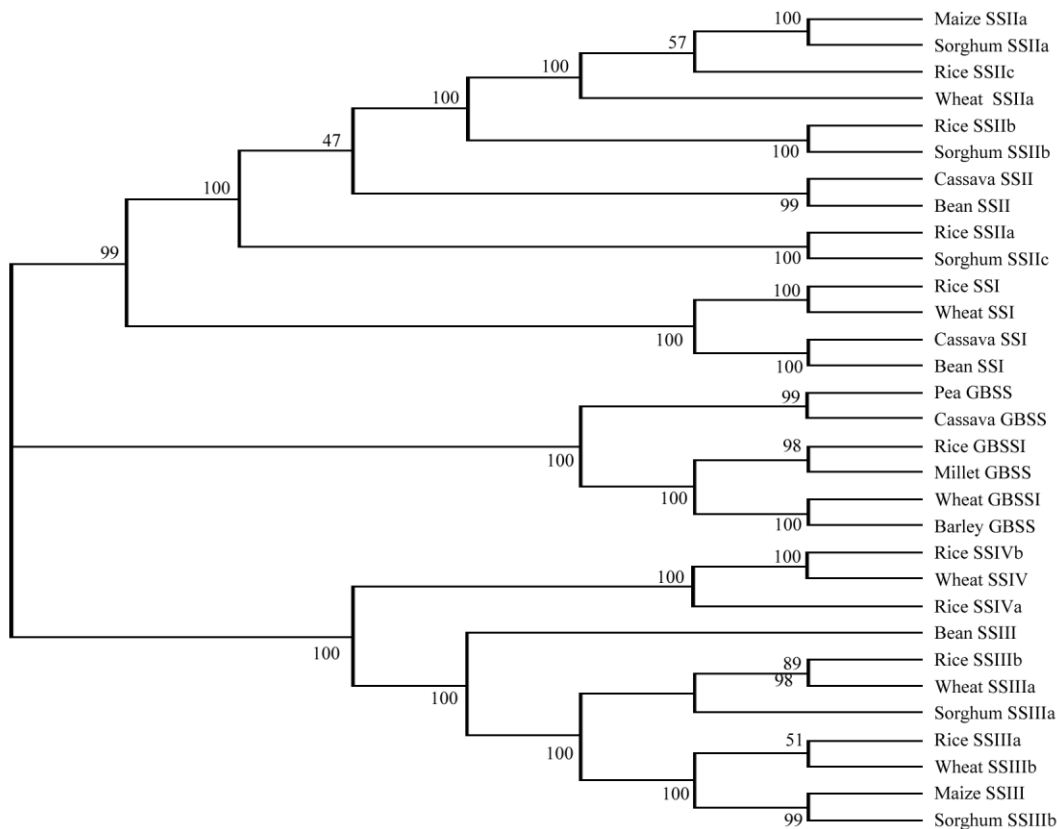 100
Maize SSIIa
57
Sorghum SSIIa
100
Rice SSIIc
100
Wheat SSIIa
47
Rice SSIIb
100
Sorghum SSIIb
100
Cassava SSII
99
Bean SSII
99
Rice SSIIa
100
Sorghum SSIIc
100
Rice SSI
100
Wheat SSI
Cassava SSI
100
Bean SSI
99
Pea GBSS
100
Cassava GBSS
98
Rice GBSSI
100
Millet GBSS
Wheat GBSSI
100
Barley GBSS
100
Rice SSIVb
100
Wheat SSIV
Rice SSIVa
100
Bean SSIII
100
89
Rice SSIIIb
98
Wheat SSIIIa
Sorghum SSIIIa
100
51
Rice SSIIIa
Wheat SSIIIb
100
Maize SSIII
99
Sorghum SSIIIb